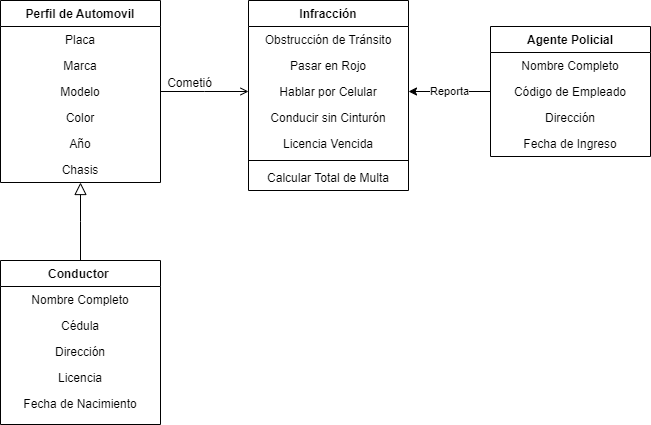 Perfil de Automovil
Placa
Marca
Modelo
Color
Año
Chasis
Cometió
Infracción
Obstrucción de Tránsito
Pasar en Rojo
Hablar por Celular
Conducir sin Cinturón
Licencia Vencida
Calcular Total de Multa
Reporta
Agente Policial
Nombre Completo
Código de Empleado
Dirección
Fecha de Ingreso
Conductor
Nombre Completo
Cédula
Dirección
Licencia
Fecha de Nacimiento